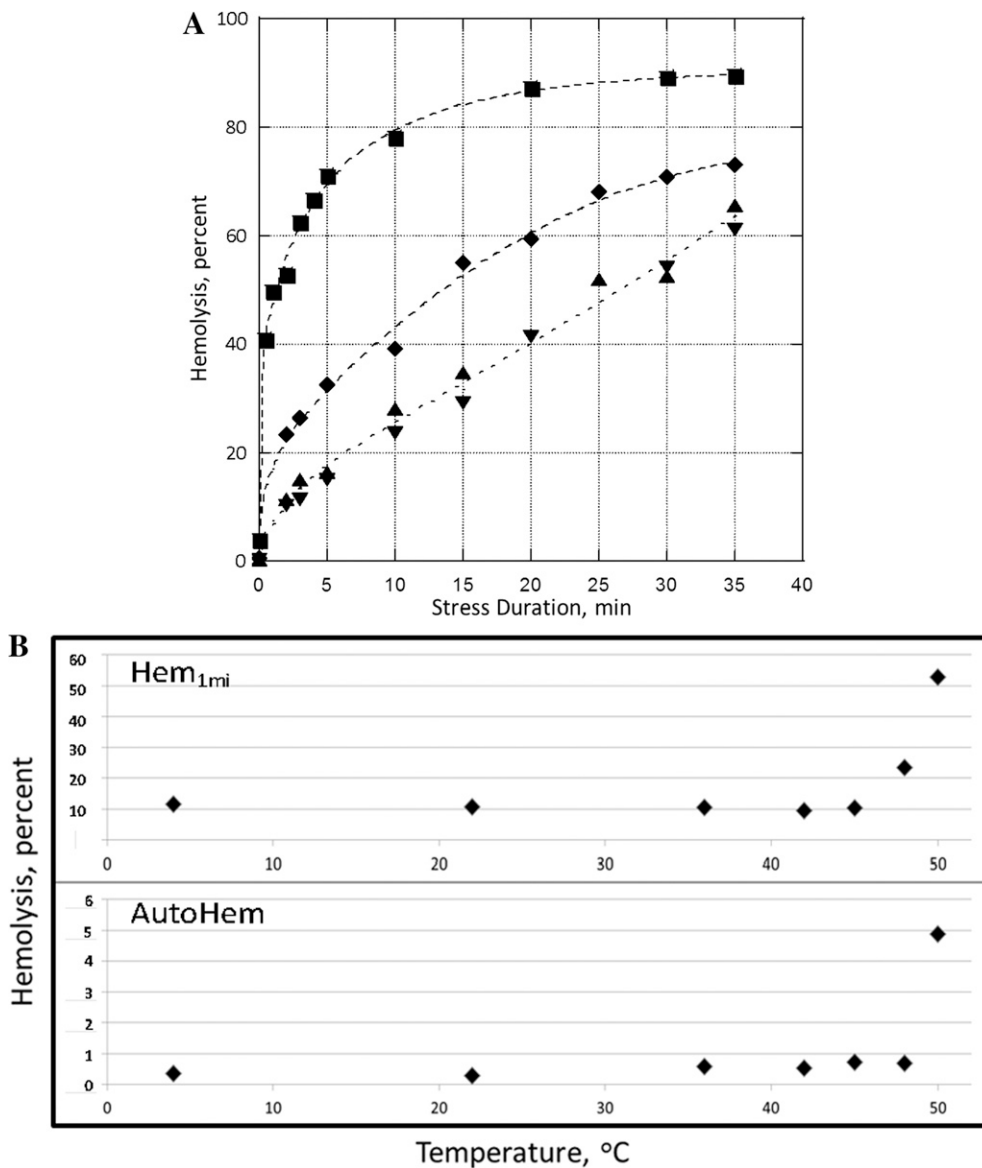 A
100
80
60
40
20
0
Hemolysis, percent
0 5 10 15 20 25 30 35 40
Stress Duration, min
B
Hem1mi
60
50
40
30
20
10
0 10 20 30 40 50
AutoHem
6
5
4
3
2
1
0
0 10 20 30 40 50
Hemolysis, percent
Temperature, °C